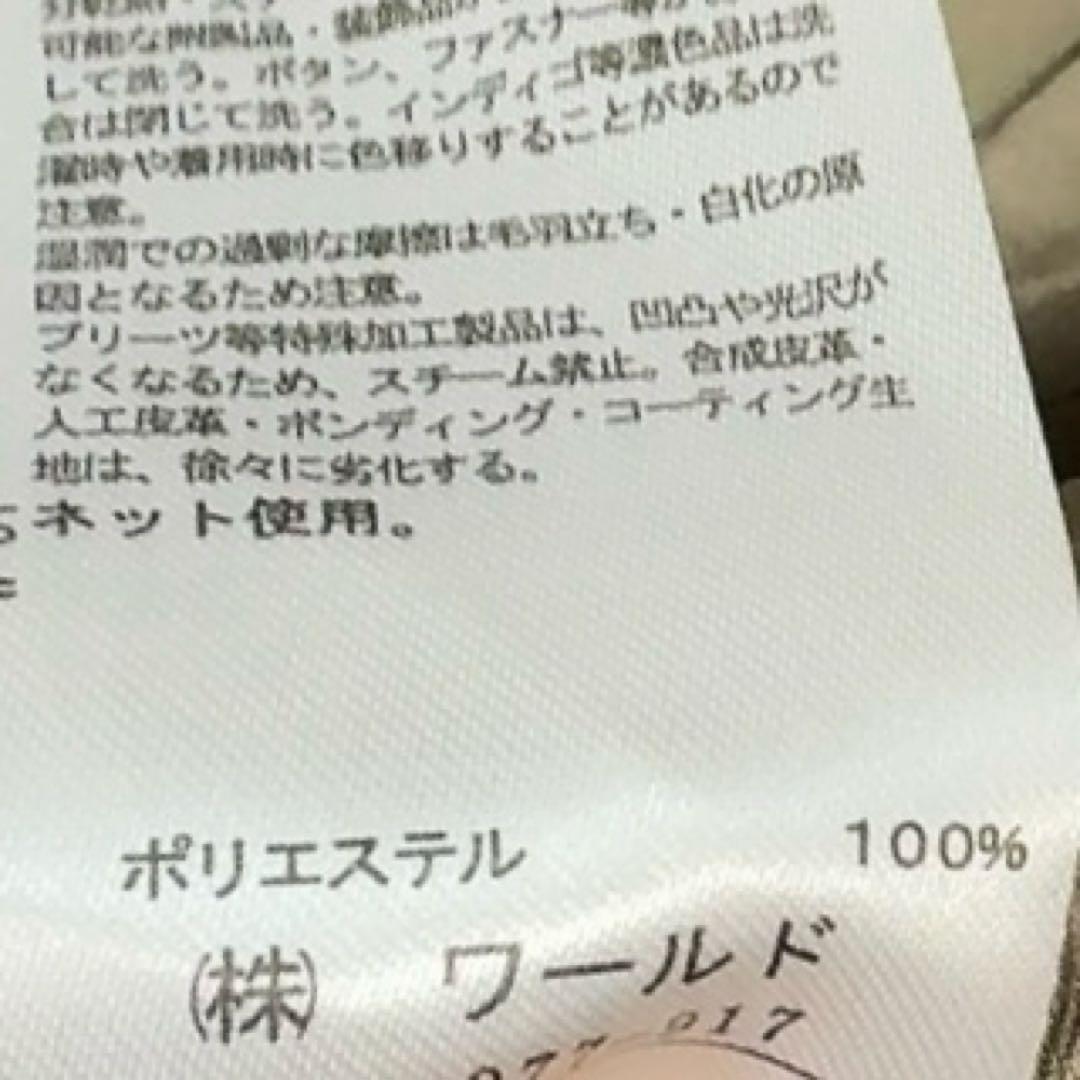 可能な附属品・装飾品が
して洗う。ボタン、ファスナー等が
合は閉じて洗う。インディゴ等濃色品は洗
濯時や着用時に色移りすることがあるので
注意。
湿潤での過剰な摩擦は毛羽立ち・白化の原
因となるため注意。
プリーツ等特殊加工製品は、凹凸や光沢が
なくなるため、スチーム禁止。合成皮革・
人工皮革・ボンディング・コーティング生
地は、徐々に劣化する。
ネット使用。
ポリエステル 100%
㈱ ワールド